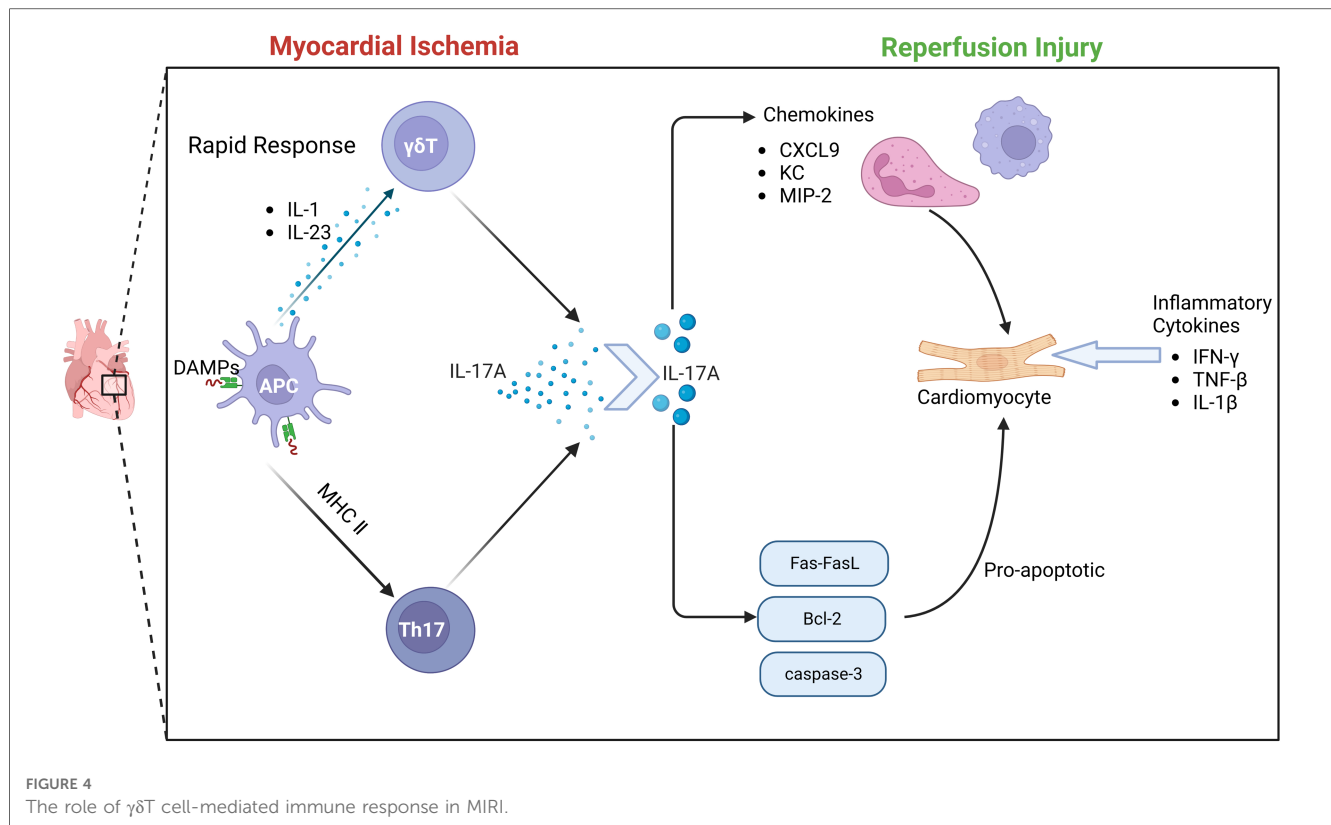 Myocardial Ischemia
Reperfusion Injury
Rapid Response
γδT
• IL-1
• IL-23
DAMPs
APC
MHC II
Th17
IL-17A
IL-17A
Chemokines
• CXCL9
• KC
• MIP-2
Cardiomyocyte
Inflammatory
Cytokines
• IFN-γ
• TNF-β
• IL-1β
Fas-FasL
Bcl-2
caspase-3
Pro-apoptotic
FIGURE 4
The role of γδT cell-mediated immune response in MIRI.